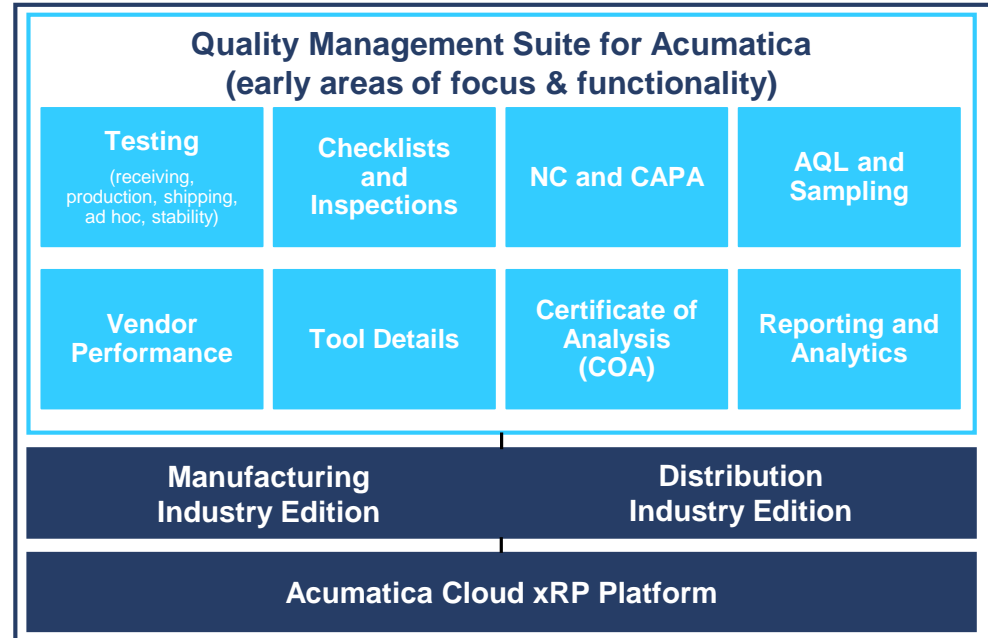 Quality Management Suite for Acumatica
(early areas of focus & functionality)
Testing
(receiving,
production, shipping,
ad hoc, stability)
Checklists
and
Inspections
NC and CAPA
AQL and
Sampling
Vendor
Performance
Tool Details
Certificate of
Analysis
(COA)
Reporting and
Analytics
Manufacturing
Industry Edition
Distribution
Industry Edition
Acumatica Cloud xRP Platform